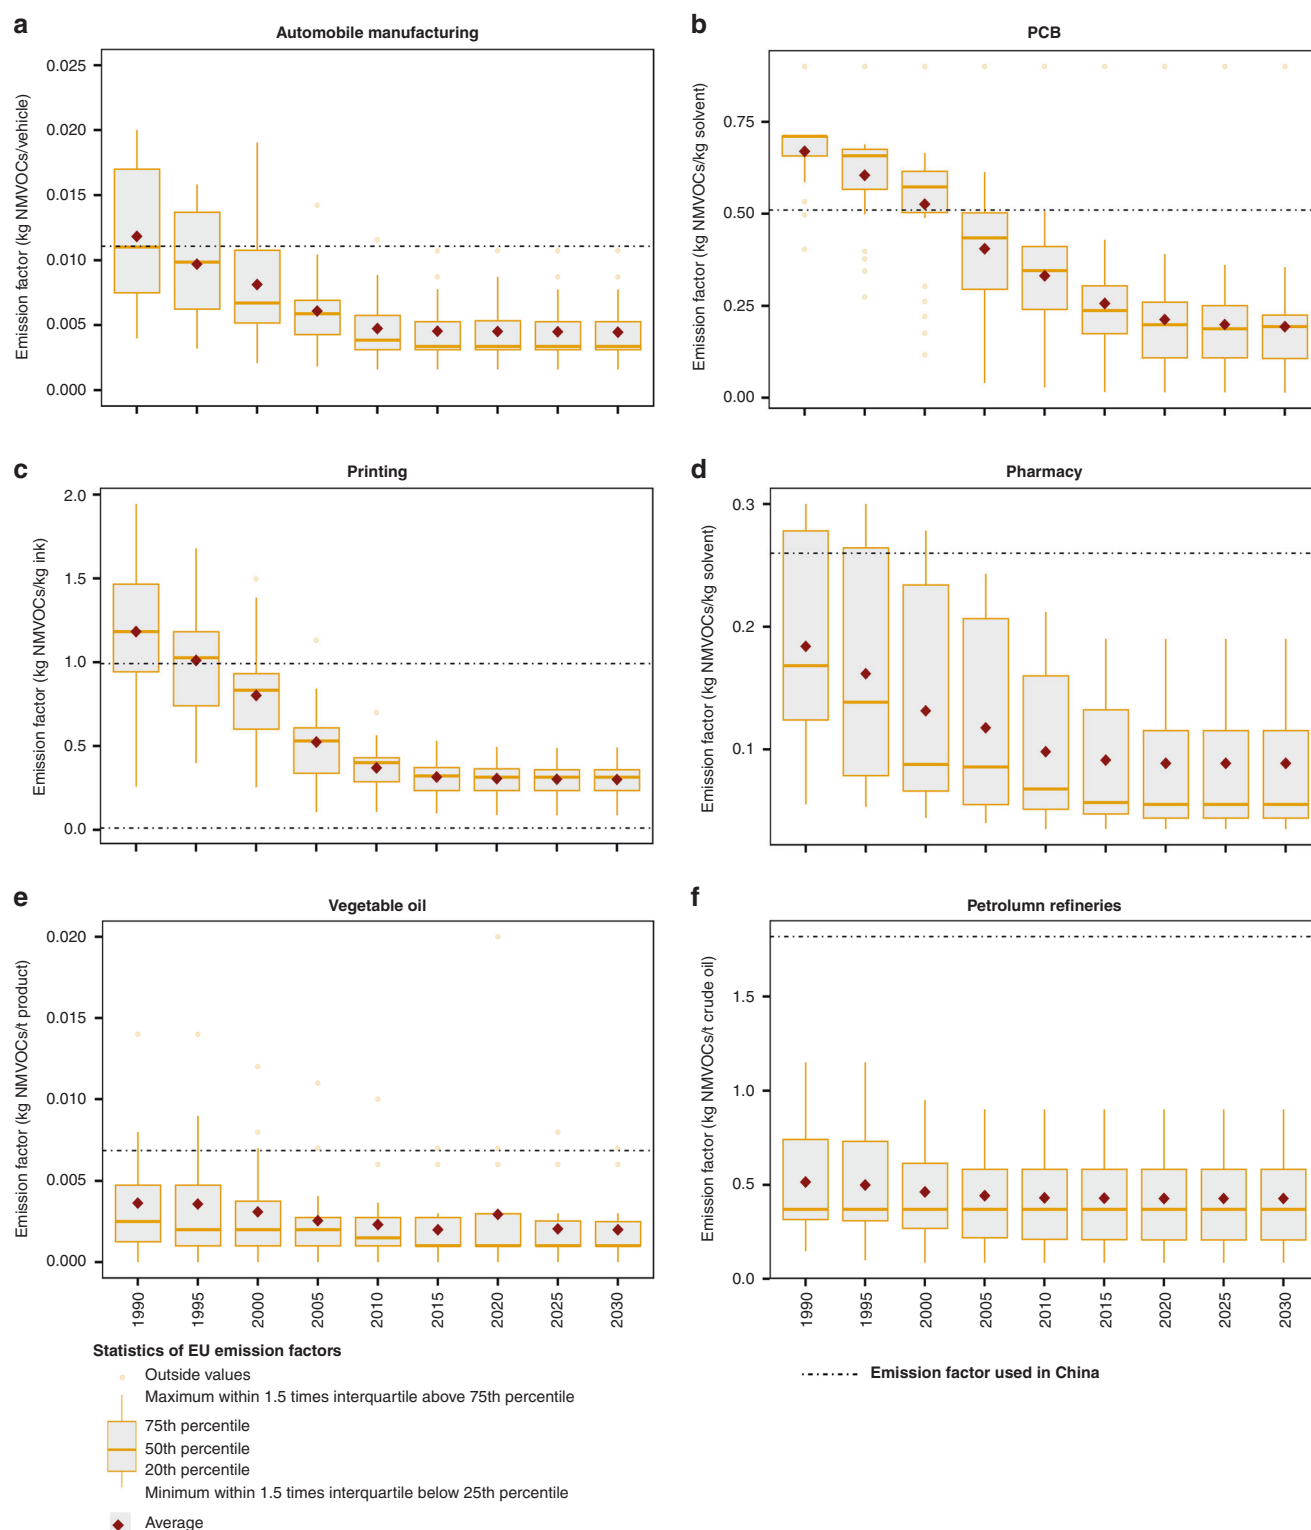 a
Automobile manufacturing
Emission factor (kg NMVOCs/vehicle)
0.025
0.020
0.015
0.010
0.005
0.000
b
PCB
Emission factor (kg NMVOCs/kg solvent)
0.75
0.50
0.25
0.00
c
Printing
Emission factor (kg NMVOCs/kg ink)
2.0
1.5
1.0
0.5
0.0
d
Pharmacy
Emission factor (kg NMVOCs/kg solvent)
0.3
0.2
0.1
e
Vegetable oil
Emission factor (kg NMVOCs/t product)
0.020
0.015
0.010
0.005
0.000
1990
1995
2000
2005
2010
2015
2020
2025
2030
f
Petrolumn refineries
Emission factor (kg NMVOCs/t crude oil)
1.5
1.0
0.5
0.0
1990
1995
2000
2005
2010
2015
2020
2025
2030
Statistics of EU emission factors
Outside values
Maximum within 1.5 times interquartile above 75th percentile
75th percentile
50th percentile
20th percentile
Minimum within 1.5 times interquartile below 25th percentile
Average
Emission factor used in China